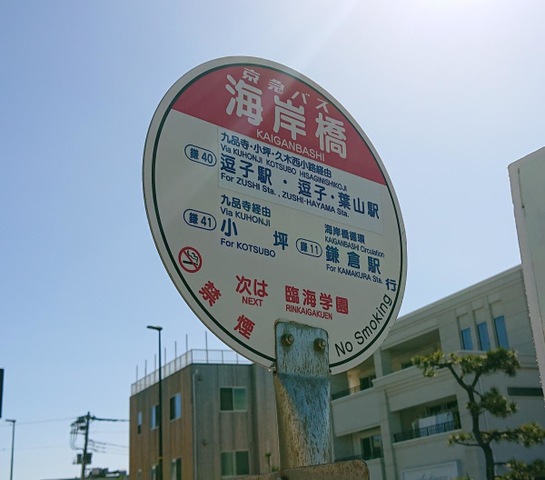 京急バス
海岸橋
KAIGANBASHI
九品寺・小坪・久木西小路経由
Via KUHONJI KOTSUBO HISAGINISHIKOJI
鎌40 逗子駅・逗子・葉山駅
For ZUSHI Sta. , ZUSHI-HAYAMA Sta.
九品寺経由
Via KUHONJI
鎌41 小坪
For KOTSUBO
海岸橋循環
KAIGANBASHI Circulation
鎌11 鎌倉駅
For KAMAKURA Sta.
行
次は 臨海学園
NEXT RINKAIGAKUEN
禁煙
No Smoking